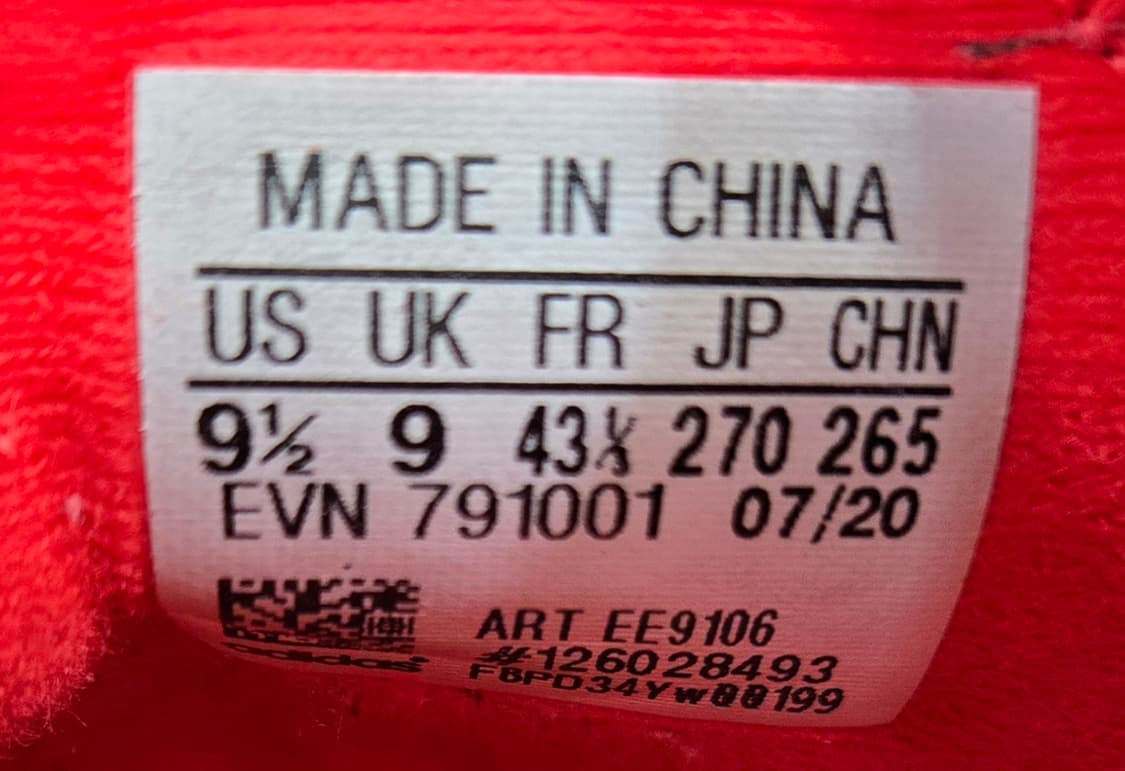 MADE IN CHINA
US UK FR JP CHN
9½ 9 43⅓ 270 265
EVN 791001 07/20
ART EE9106
#126028493
adidas